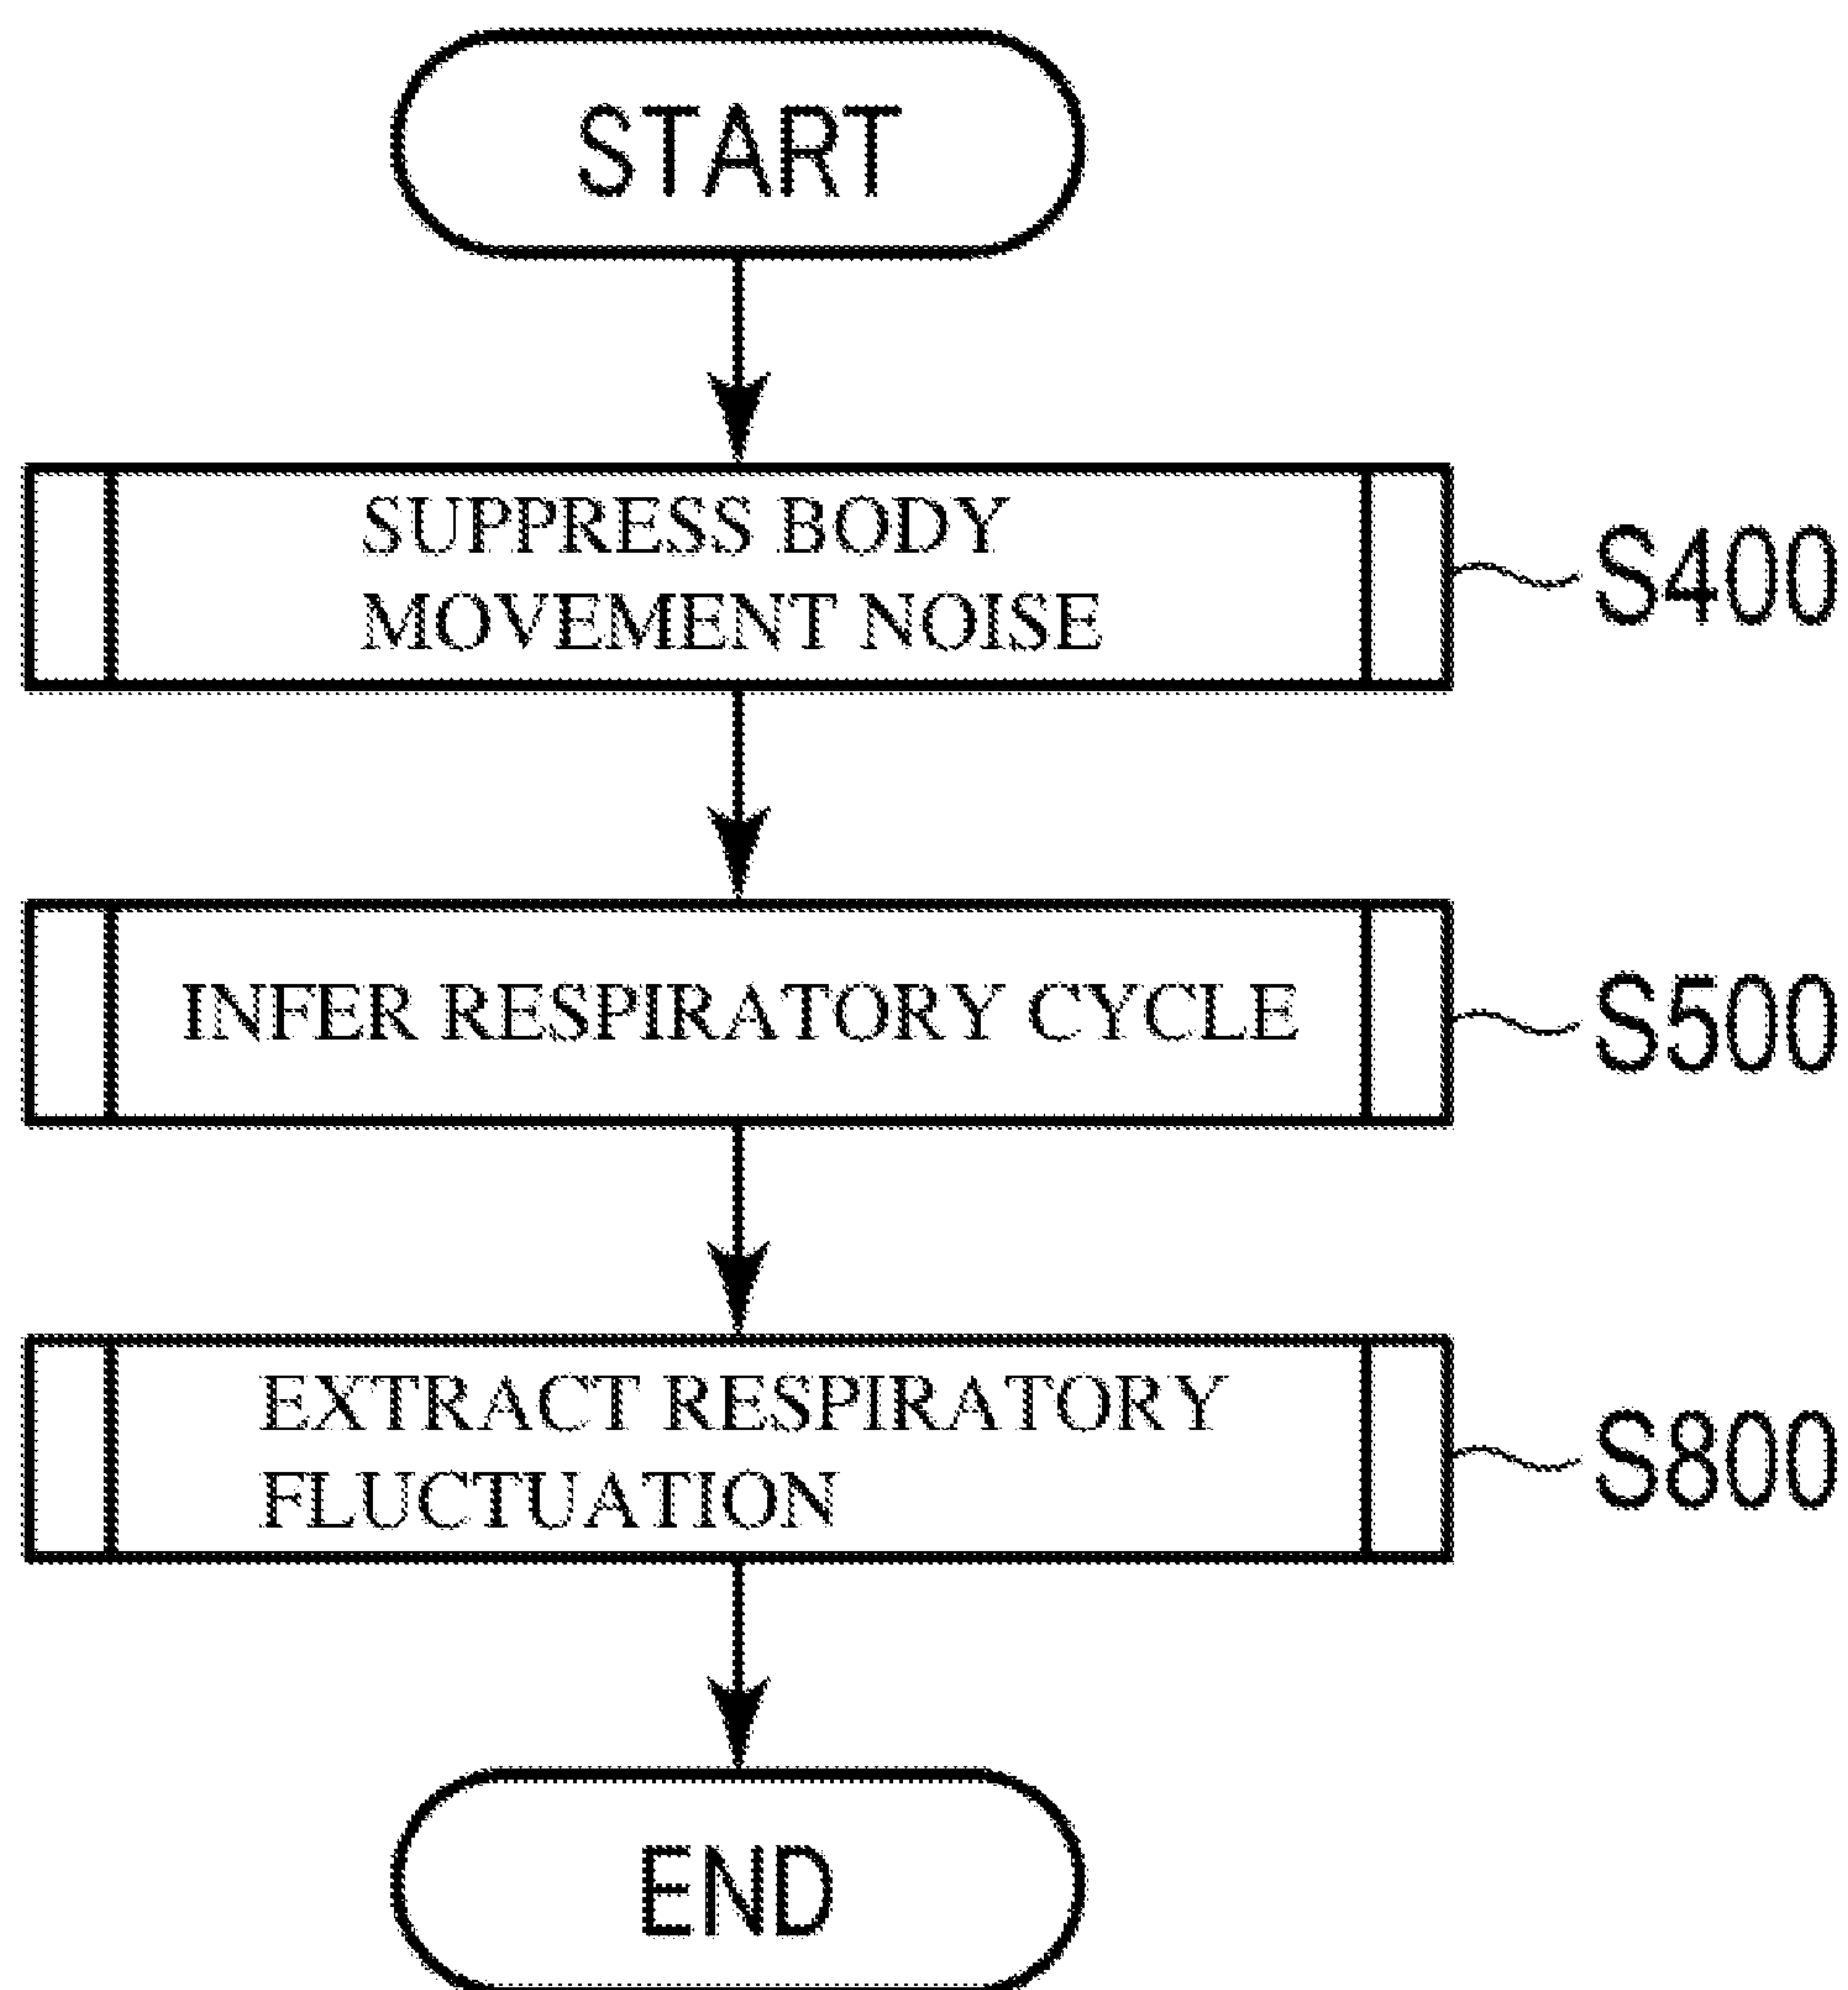 START
SUPPRESS BODY
MOVEMENT NOISE
S400
INFER RESPIRATORY CYCLE
S500
EXTRACT RESPIRATORY
FLUCTUATION
S800
END